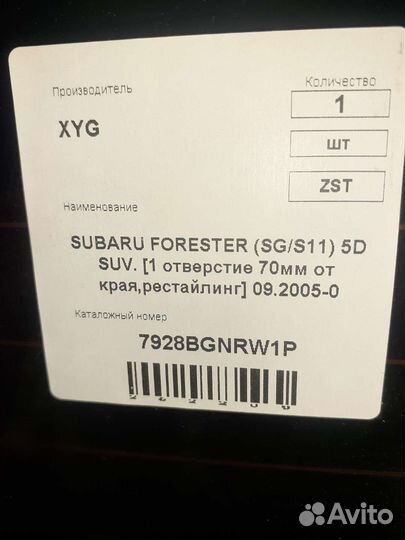 Производитель
Количество
XYG
1
шт
ZST
Наименование
SUBARU FORESTER (SG/S11) 5D
SUV. [1 отверстие 70мм от
края,рестайлинг] 09.2005-0
Каталожный номер
7928BGNRW1P
Avito